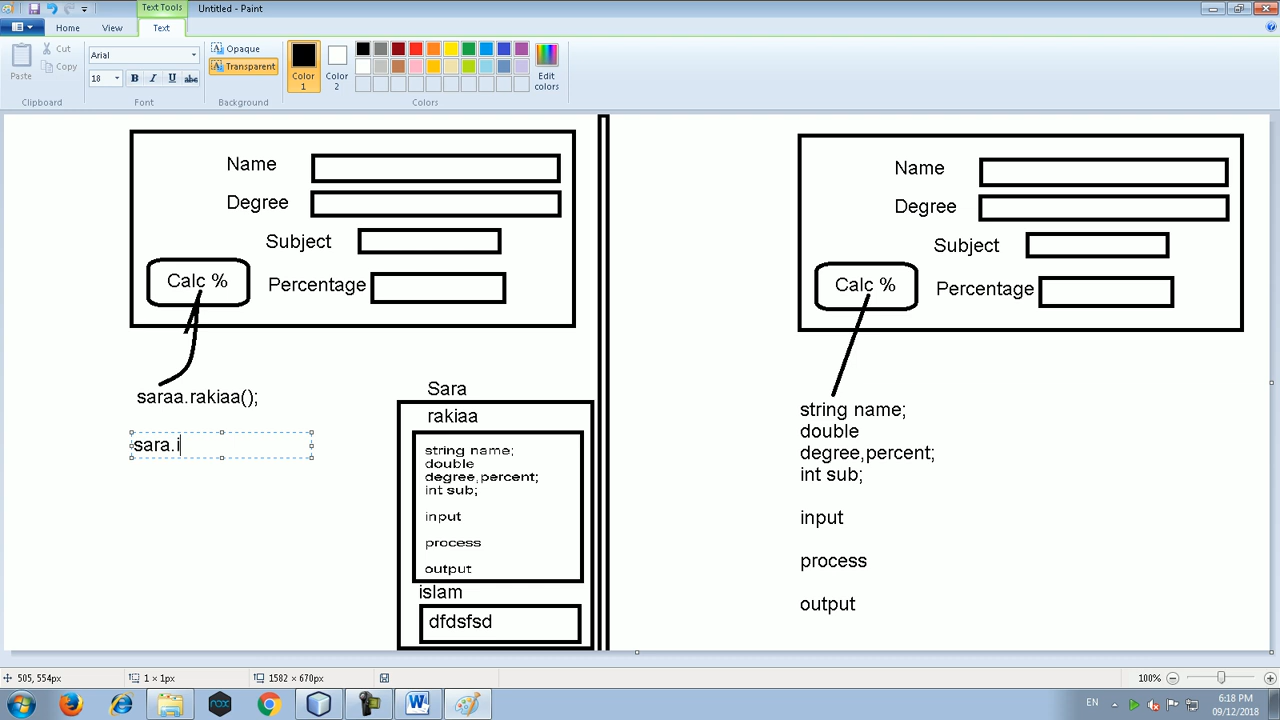 Text Tools
Untitled - Paint
Home
View
Text
Paste
Cut
Copy
Clipboard
Arial
18
B
I
U
abc
Font
Opaque
Transparent
Background
Color
1
Color
2
Edit
colors
Colors
Name
Degree
Subject
Calc %
Percentage
saraa.rakiaa();
sara.i
Sara
rakiaa
string name;
double
degree,percent;
int sub;
input
process
output
islam
dfdsfsd
Name
Degree
Subject
Calc %
Percentage
string name;
double
degree,percent;
int sub;
input
process
output
505, 554px
1 × 1px
1582 × 670px
100%
nox
EN
6:18 PM
09/12/2018